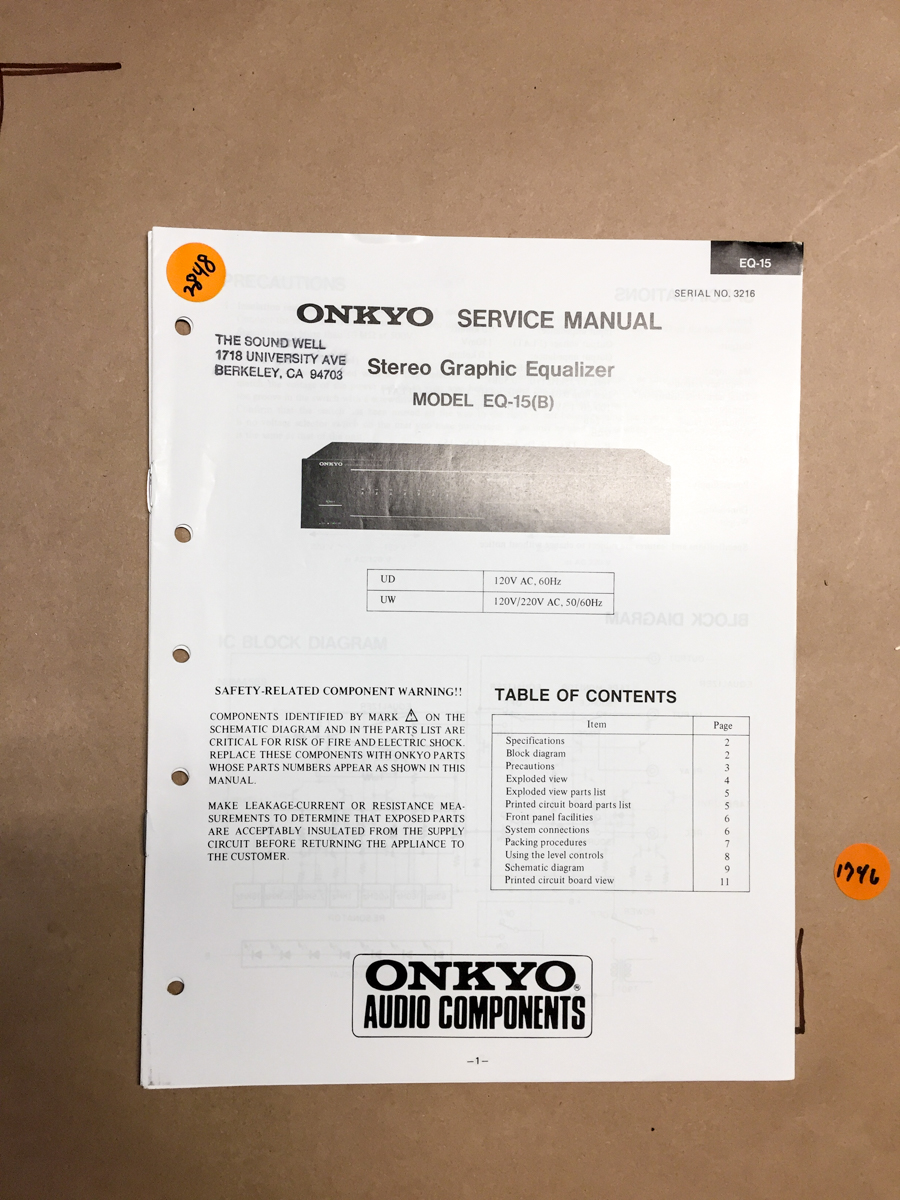 2848
EQ-15
SERIAL NO. 3216
ONKYO SERVICE MANUAL
THE SOUND WELL
1718 UNIVERSITY AVE
BERKELEY, CA 94703
Stereo Graphic Equalizer
MODEL EQ-15(B)
ONKYO
UD 120V AC, 60Hz
UW 120V/220V AC, 50/60Hz
SAFETY-RELATED COMPONENT WARNING!!
COMPONENTS IDENTIFIED BY MARK ⚠ ON THE
SCHEMATIC DIAGRAM AND IN THE PARTS LIST ARE
CRITICAL FOR RISK OF FIRE AND ELECTRIC SHOCK.
REPLACE THESE COMPONENTS WITH ONKYO PARTS
WHOSE PARTS NUMBERS APPEAR AS SHOWN IN THIS
MANUAL.
MAKE LEAKAGE-CURRENT OR RESISTANCE MEA-
SUREMENTS TO DETERMINE THAT EXPOSED PARTS
ARE ACCEPTABLY INSULATED FROM THE SUPPLY
CIRCUIT BEFORE RETURNING THE APPLIANCE TO
THE CUSTOMER.
TABLE OF CONTENTS
Item Page
Specifications 2
Block diagram 2
Precautions 3
Exploded view 4
Exploded view parts list 5
Printed circuit board parts list 5
Front panel facilities 6
System connections 6
Packing procedures 7
Using the level controls 8
Schematic diagram 9
Printed circuit board view 11
1746
ONKYO®
AUDIO COMPONENTS
–1–